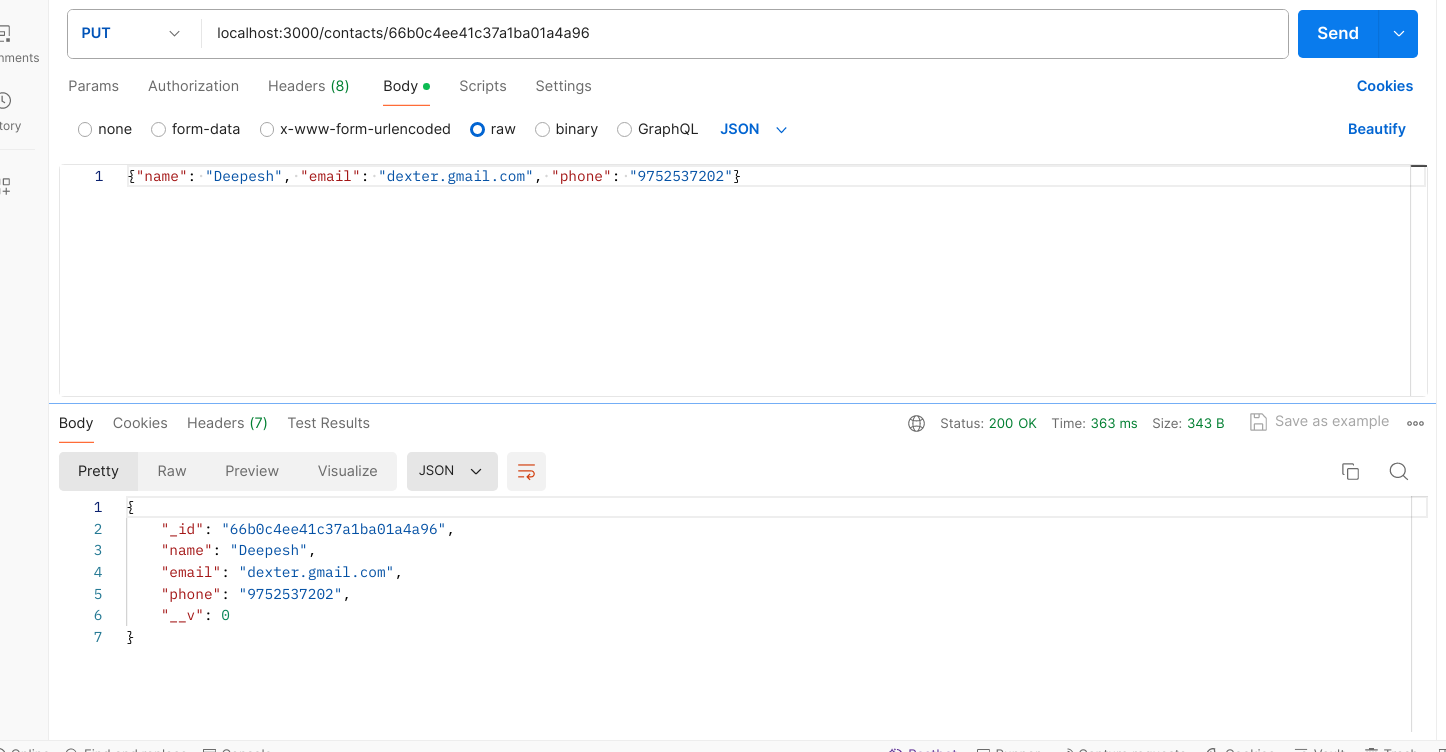 PUT localhost:3000/contacts/66b0c4ee41c37a1ba01a4a96 Send
Params Authorization Headers (8) Body Scripts Settings Cookies
none form-data x-www-form-urlencoded raw binary GraphQL JSON Beautify
1 {"name": "Deepesh", "email": "dexter.gmail.com", "phone": "9752537202"}
Body Cookies Headers (7) Test Results Status: 200 OK Time: 363 ms Size: 343 B Save as example
Pretty Raw Preview Visualize JSON
1 {
2 "_id": "66b0c4ee41c37a1ba01a4a96",
3 "name": "Deepesh",
4 "email": "dexter.gmail.com",
5 "phone": "9752537202",
6 "__v": 0
7 }